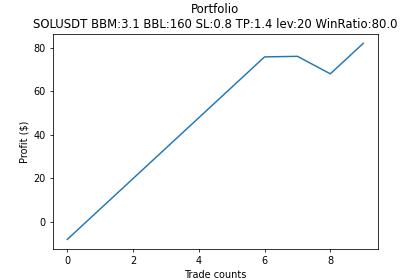 Portfolio
SOLUSDT BBM:3.1 BBL:160 SL:0.8 TP:1.4 lev:20 WinRatio:80.0
80
60
40
20
0
Profit ($)
0 2 4 6 8
Trade counts